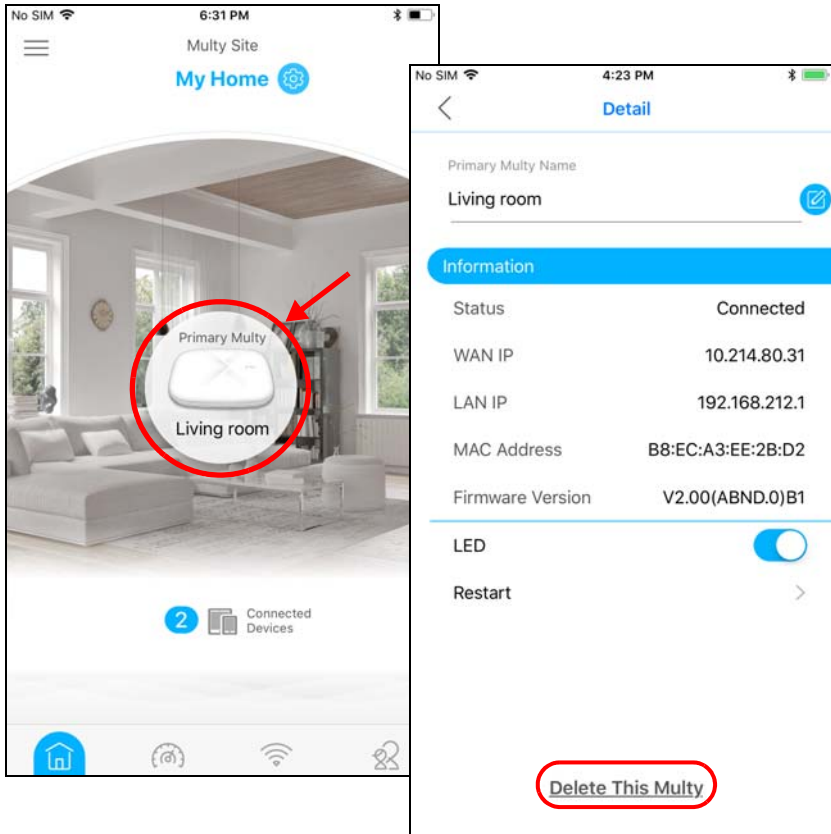 No SIM 6:31 PM
Multy Site
My Home
Primary Multy
Living room
2 Connected
Devices
No SIM 4:23 PM
Detail
Primary Multy Name
Living room
Information
Status Connected
WAN IP 10.214.80.31
LAN IP 192.168.212.1
MAC Address B8:EC:A3:EE:2B:D2
Firmware Version V2.00(ABND.0)B1
LED
Restart
Delete This Multy